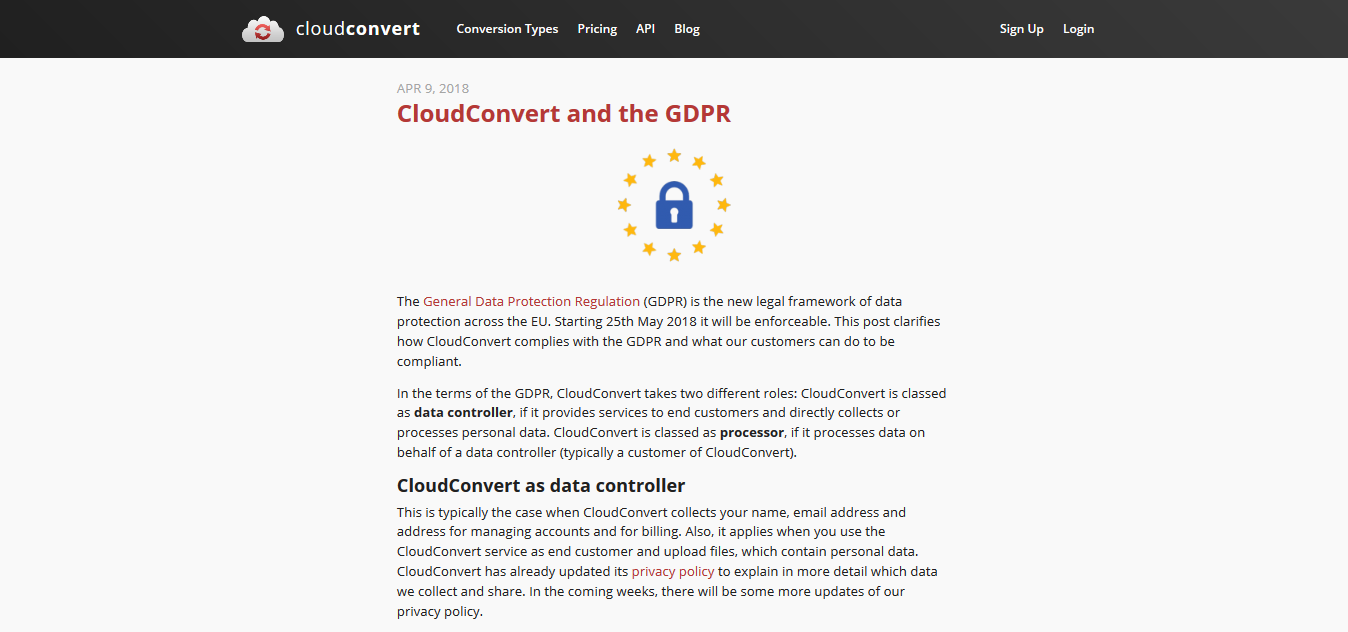 cloudconvert Conversion Types Pricing API Blog Sign Up Login
APR 9, 2018
CloudConvert and the GDPR
The General Data Protection Regulation (GDPR) is the new legal framework of data
protection across the EU. Starting 25th May 2018 it will be enforceable. This post clarifies
how CloudConvert complies with the GDPR and what our customers can do to be
compliant.
In the terms of the GDPR, CloudConvert takes two different roles: CloudConvert is classed
as data controller, if it provides services to end customers and directly collects or
processes personal data. CloudConvert is classed as processor, if it processes data on
behalf of a data controller (typically a customer of CloudConvert).
CloudConvert as data controller
This is typically the case when CloudConvert collects your name, email address and
address for managing accounts and for billing. Also, it applies when you use the
CloudConvert service as end customer and upload files, which contain personal data.
CloudConvert has already updated its privacy policy to explain in more detail which data
we collect and share. In the coming weeks, there will be some more updates of our
privacy policy.